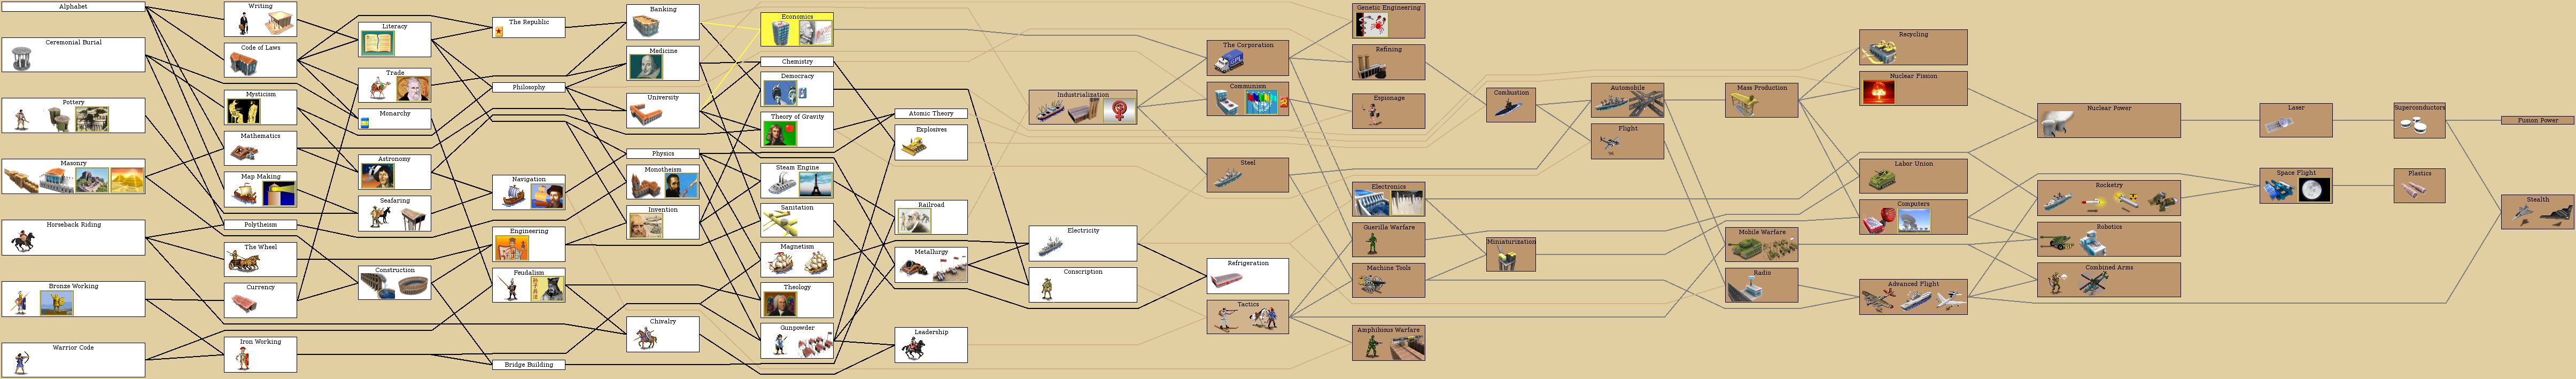 Alphabet
Ceremonial Burial
Pottery
Masonry
Horseback Riding
Bronze Working
Warrior Code
Writing
Code of Laws
Mysticism
Mathematics
Map Making
Polytheism
The Wheel
Currency
Iron Working
Literacy
Trade
Monarchy
Astronomy
Seafaring
Construction
The Republic
Philosophy
Navigation
Engineering
Feudalism
Bridge Building
Banking
Medicine
University
Physics
Monotheism
Invention
Chivalry
Economics
Chemistry
Democracy
Theory of Gravity
Steam Engine
Sanitation
Magnetism
Theology
Gunpowder
Atomic Theory
Explosives
Railroad
Metallurgy
Leadership
Industrialization
Electricity
Conscription
The Corporation
Communism
Steel
Refrigeration
Tactics
Genetic Engineering
Refining
Espionage
Electronics
Guerilla Warfare
Machine Tools
Amphibious Warfare
Combustion
Miniaturization
Automobile
Flight
Mass Production
Mobile Warfare
Radio
Recycling
Nuclear Fission
Labor Union
Computers
Advanced Flight
Nuclear Power
Rocketry
Robotics
Combined Arms
Laser
Space Flight
Superconductors
Plastics
Fusion Power
Stealth